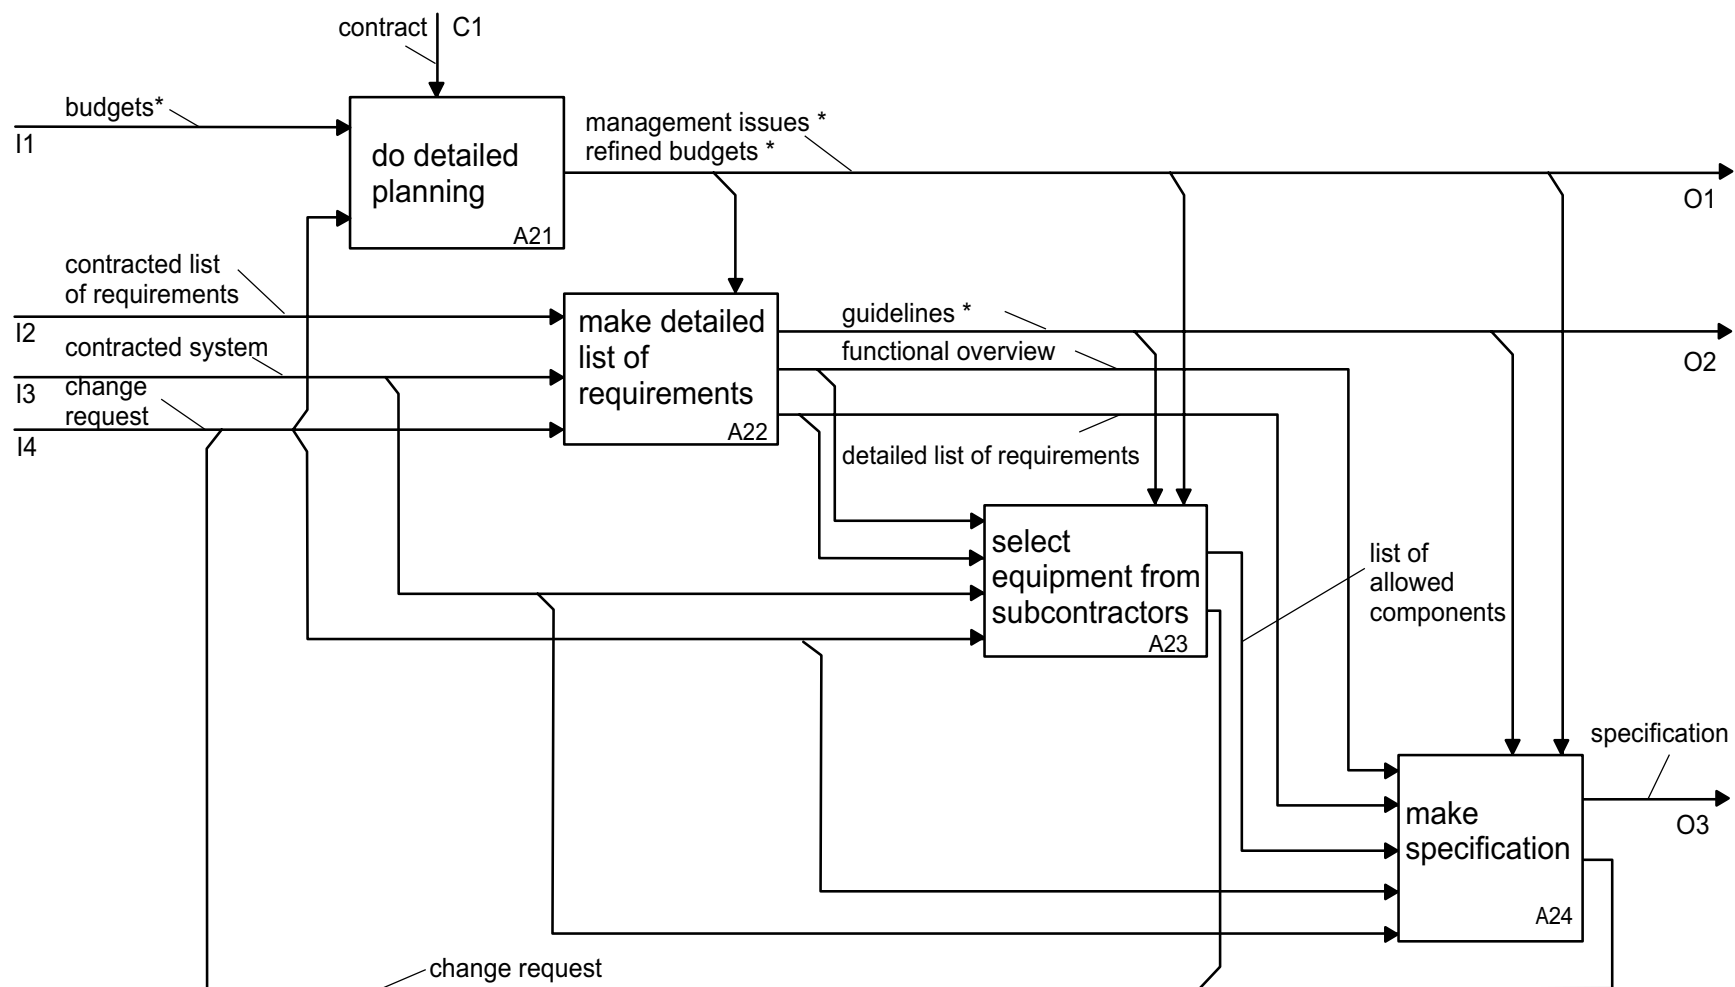 contract C1
budgets*
I1
do detailed
planning
A21
management issues *
refined budgets *
O1
contracted list
of requirements
I2
contracted system
I3
change
request
I4
make detailed
list of
requirements
A22
guidelines *
O2
functional overview
detailed list of requirements
select
equipment from
subcontractors
A23
list of
allowed
components
make
specification
A24
specification
O3
change request